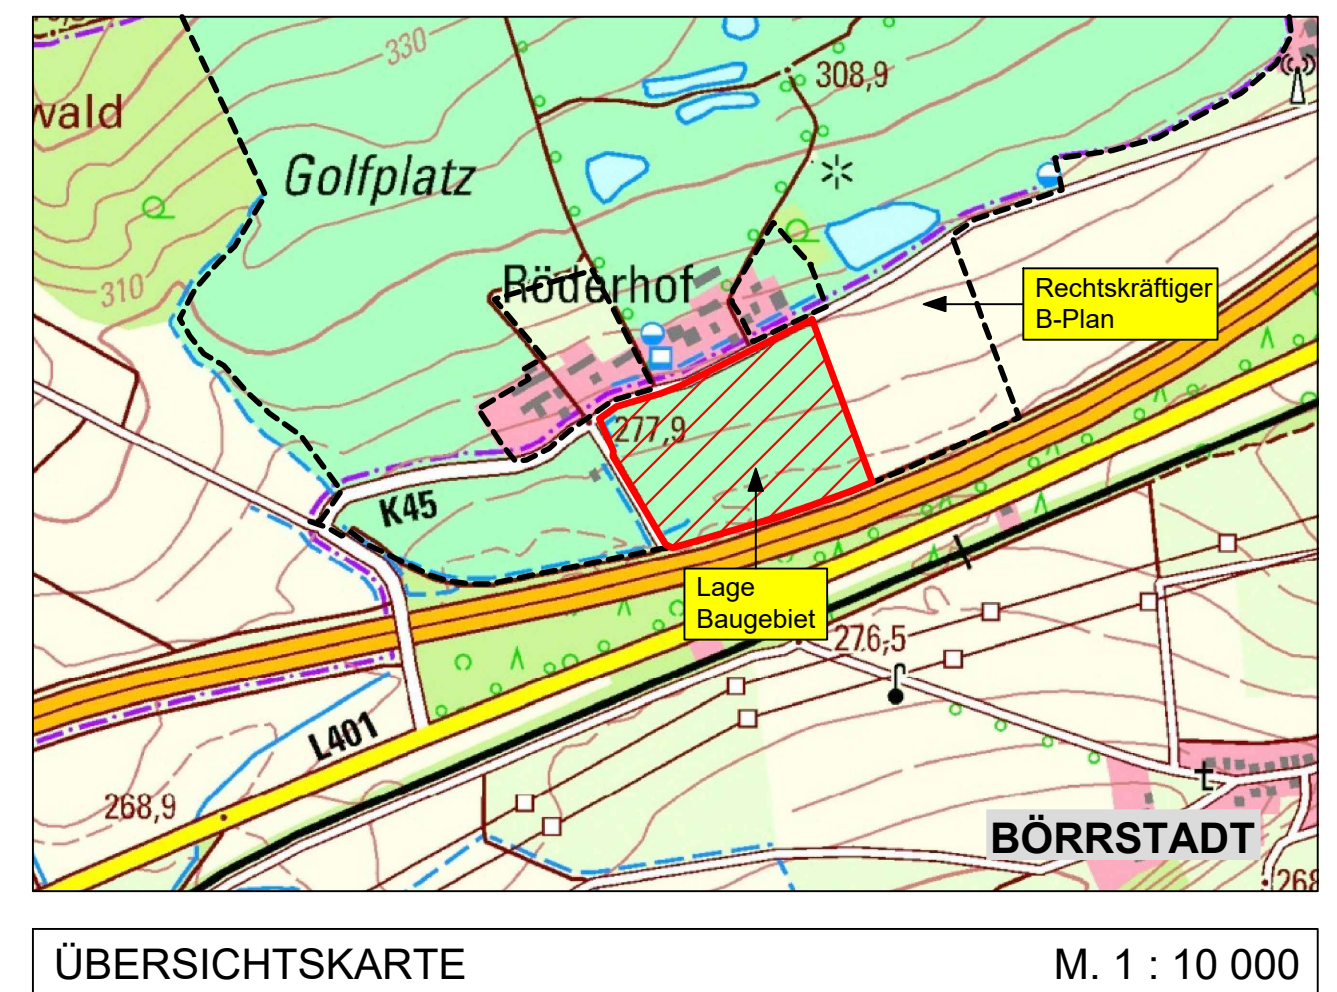 330
308,9
wald
Golfplatz
310
Röderhof
Rechtskräftiger
B-Plan
277,9
K45
Lage
Baugebiet
276,5
L401
268,9
BÖRRSTADT
268
ÜBERSICHTSKARTE
M. 1 : 10 000